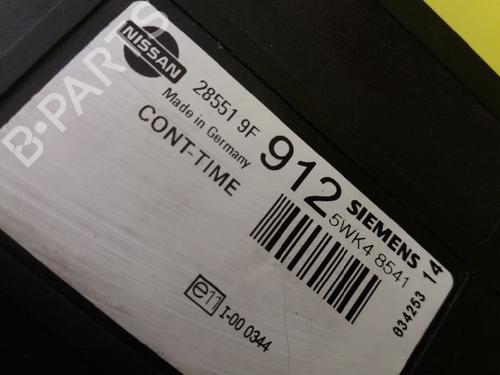 B-PARTS
NISSAN
28551 9F
912
Made in Germany
CONT-TIME
SIEMENS
5WK4 8541
034253 14
e11
I-00 0344